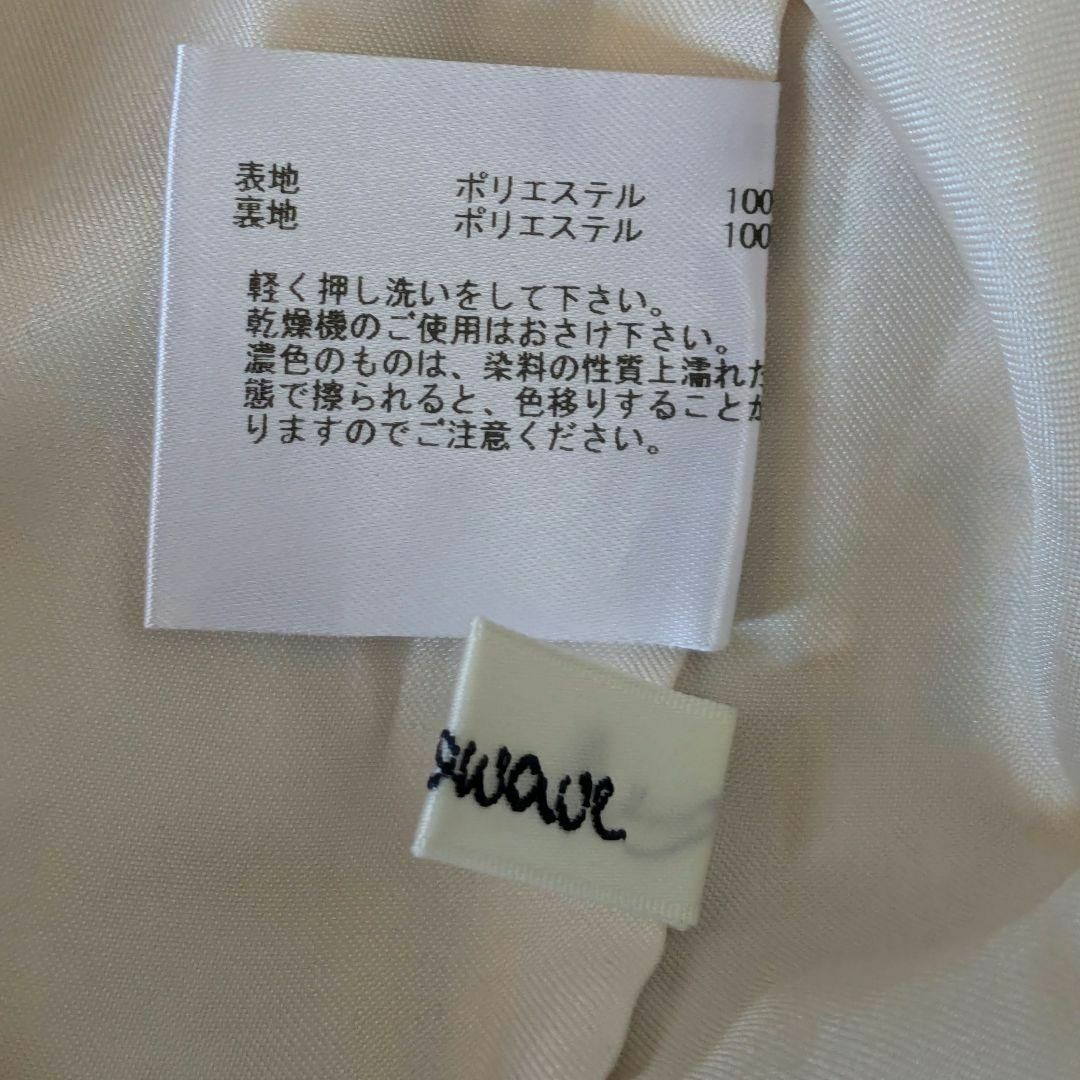 表地 ポリエステル 100
裏地 ポリエステル 100
軽く押し洗いをして下さい。
乾燥機のご使用はおさけ下さい。
濃色のものは、染料の性質上濡れた
態で擦られると、色移りすることが
りますのでご注意ください。
wave